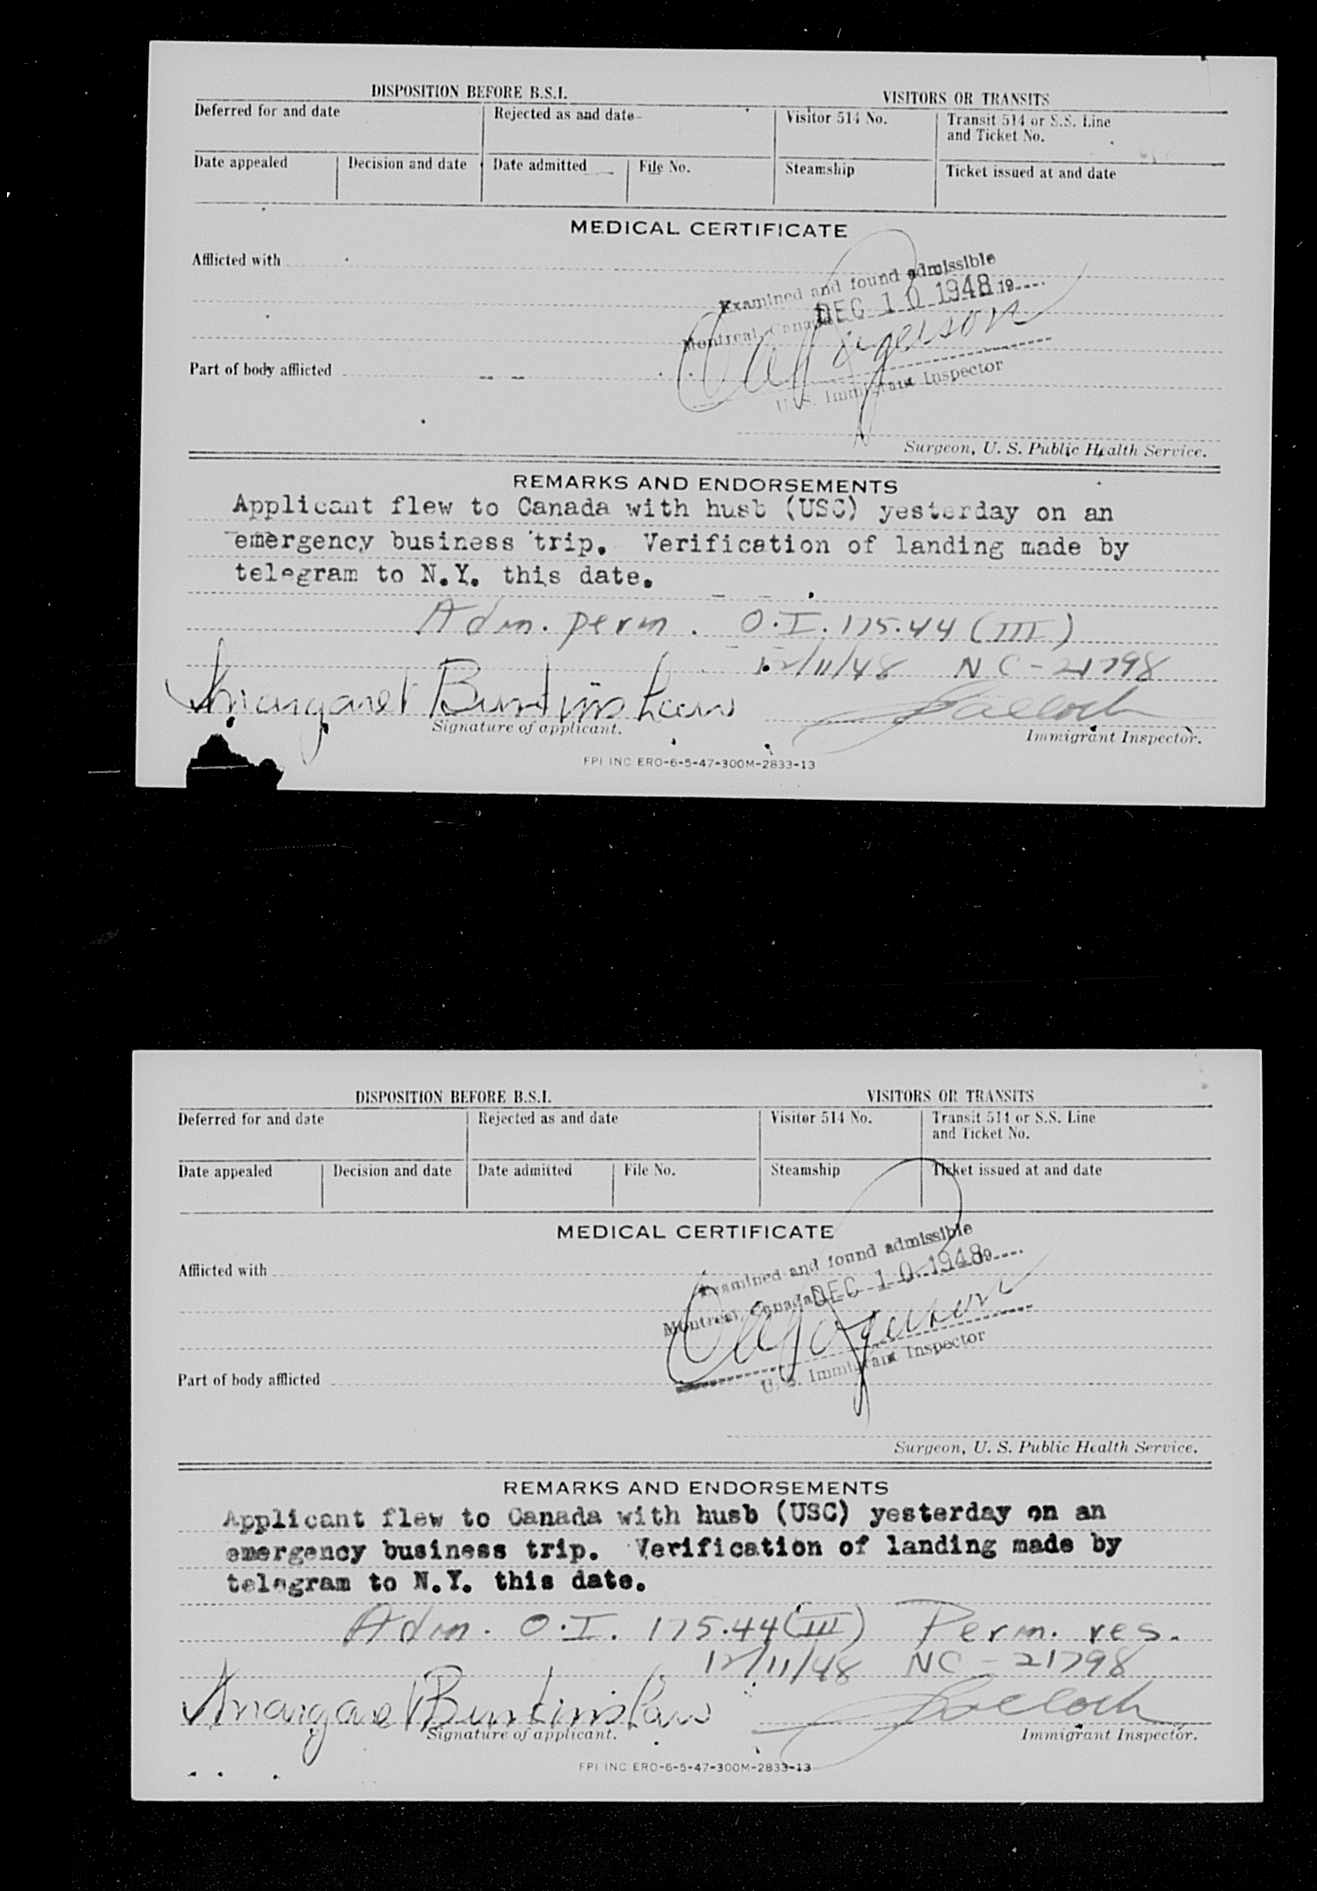 DISPOSITION BEFORE B.S.I.
VISITORS OR TRANSITS
Deferred for and date
Rejected as and date
Visitor 514 No.
Transit 514 or S.S. Line
and Ticket No.
Date appealed
Decision and date
Date admitted
File No.
Steamship
Ticket issued at and date
MEDICAL CERTIFICATE
Afflicted with
Examined and found admissible
Montreal, Canada DEC 10 1948 19
Part of body afflicted
U. S. Immigrant Inspector
Surgeon, U. S. Public Health Service.
REMARKS AND ENDORSEMENTS
Applicant flew to Canada with husb (USC) yesterday on an
emergency business trip. Verification of landing made by
telegram to N.Y. this date.
Adm. perm. O.I. 175.44 (III)
12/11/48 NC-21798
Margaret
Signature of applicant.
Immigrant Inspector.
FPI INC ERO-6-5-47-300M-2833-13
DISPOSITION BEFORE B.S.I.
VISITORS OR TRANSITS
Deferred for and date
Rejected as and date
Visitor 514 No.
Transit 514 or S.S. Line
and Ticket No.
Date appealed
Decision and date
Date admitted
File No.
Steamship
Ticket issued at and date
MEDICAL CERTIFICATE
Afflicted with
Examined and found admissible
Montreal, Canada DEC 10 1948 19
Part of body afflicted
U. S. Immigrant Inspector
Surgeon, U. S. Public Health Service.
REMARKS AND ENDORSEMENTS
Applicant flew to Canada with husb (USC) yesterday on an
emergency business trip. Verification of landing made by
telegram to N.Y. this date.
Adm. O.I. 175.44 (III) Perm. res.
12/11/48 NC-21798
Margaret
Signature of applicant.
Immigrant Inspector.
FPI INC ERO-6-5-47-300M-2833-13